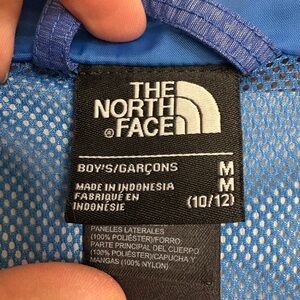 THE
NORTH
® FACE
BOY'S/GARÇONS M
MADE IN INDONESIA M
FABRIQUÉ EN
INDONÉSIE (10/12)
PANELES LATERALES
(100% POLIÉSTER)/FORRO:
PARTE PRINCIPAL DEL CUERPO
(100% POLIÉSTER)/CAPUCHA Y
MANGAS (100% NYLON)